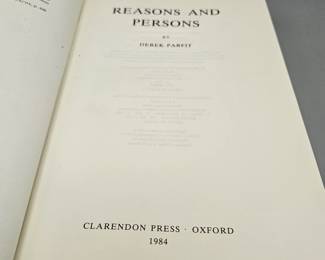 REASONS AND
PERSONS
BY
DEREK PARFIT
CLARENDON PRESS · OXFORD
1984